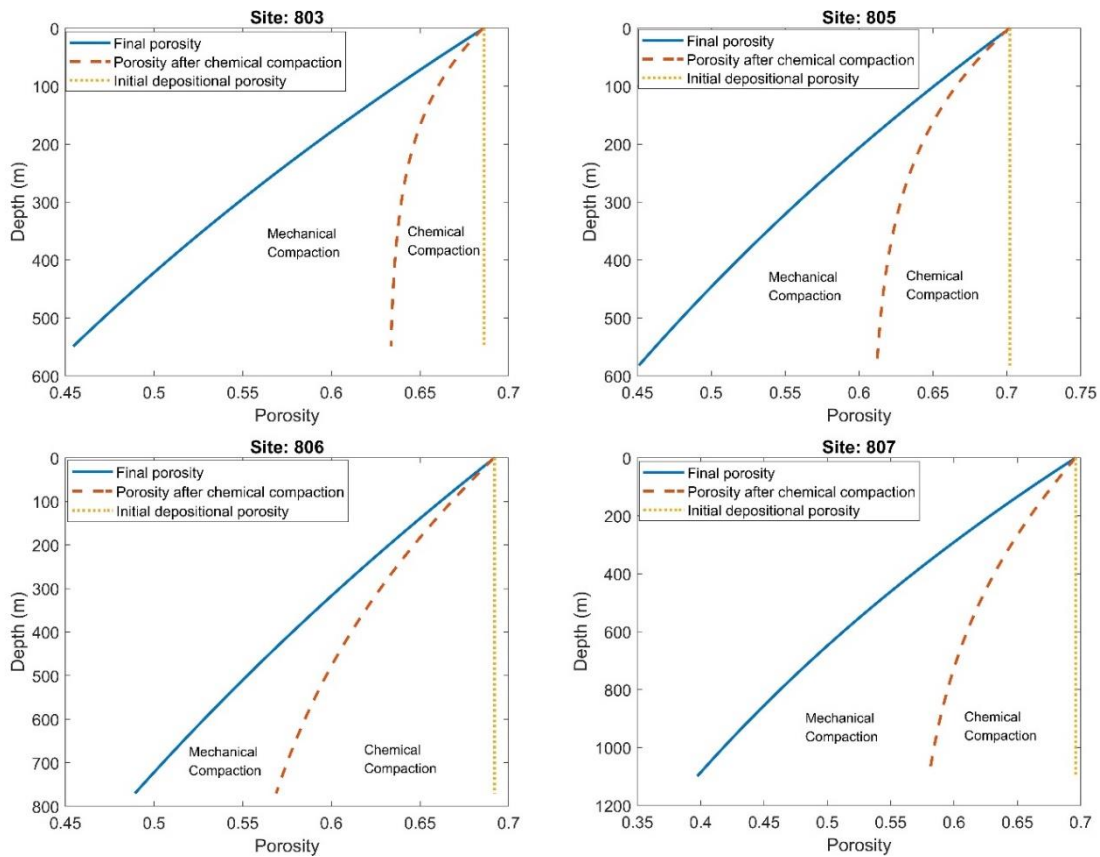 Site: 803
Final porosity
Porosity after chemical compaction
Initial depositional porosity
0
100
200
300
400
500
600
Depth (m)
Mechanical
Compaction
Chemical
Compaction
0.45
0.5
0.55
0.6
0.65
0.7
Porosity
Site: 805
Final porosity
Porosity after chemical compaction
Initial depositional porosity
0
100
200
300
400
500
600
Depth (m)
Mechanical
Compaction
Chemical
Compaction
0.45
0.5
0.55
0.6
0.65
0.7
0.75
Porosity
Site: 806
Final porosity
Porosity after chemical compaction
Initial depositional porosity
0
100
200
300
400
500
600
700
800
Depth (m)
Mechanical
Compaction
Chemical
Compaction
0.45
0.5
0.55
0.6
0.65
0.7
Porosity
Site: 807
Final porosity
Porosity after chemical compaction
Initial depositional porosity
0
200
400
600
800
1000
1200
Depth (m)
Mechanical
Compaction
Chemical
Compaction
0.35
0.4
0.45
0.5
0.55
0.6
0.65
0.7
Porosity